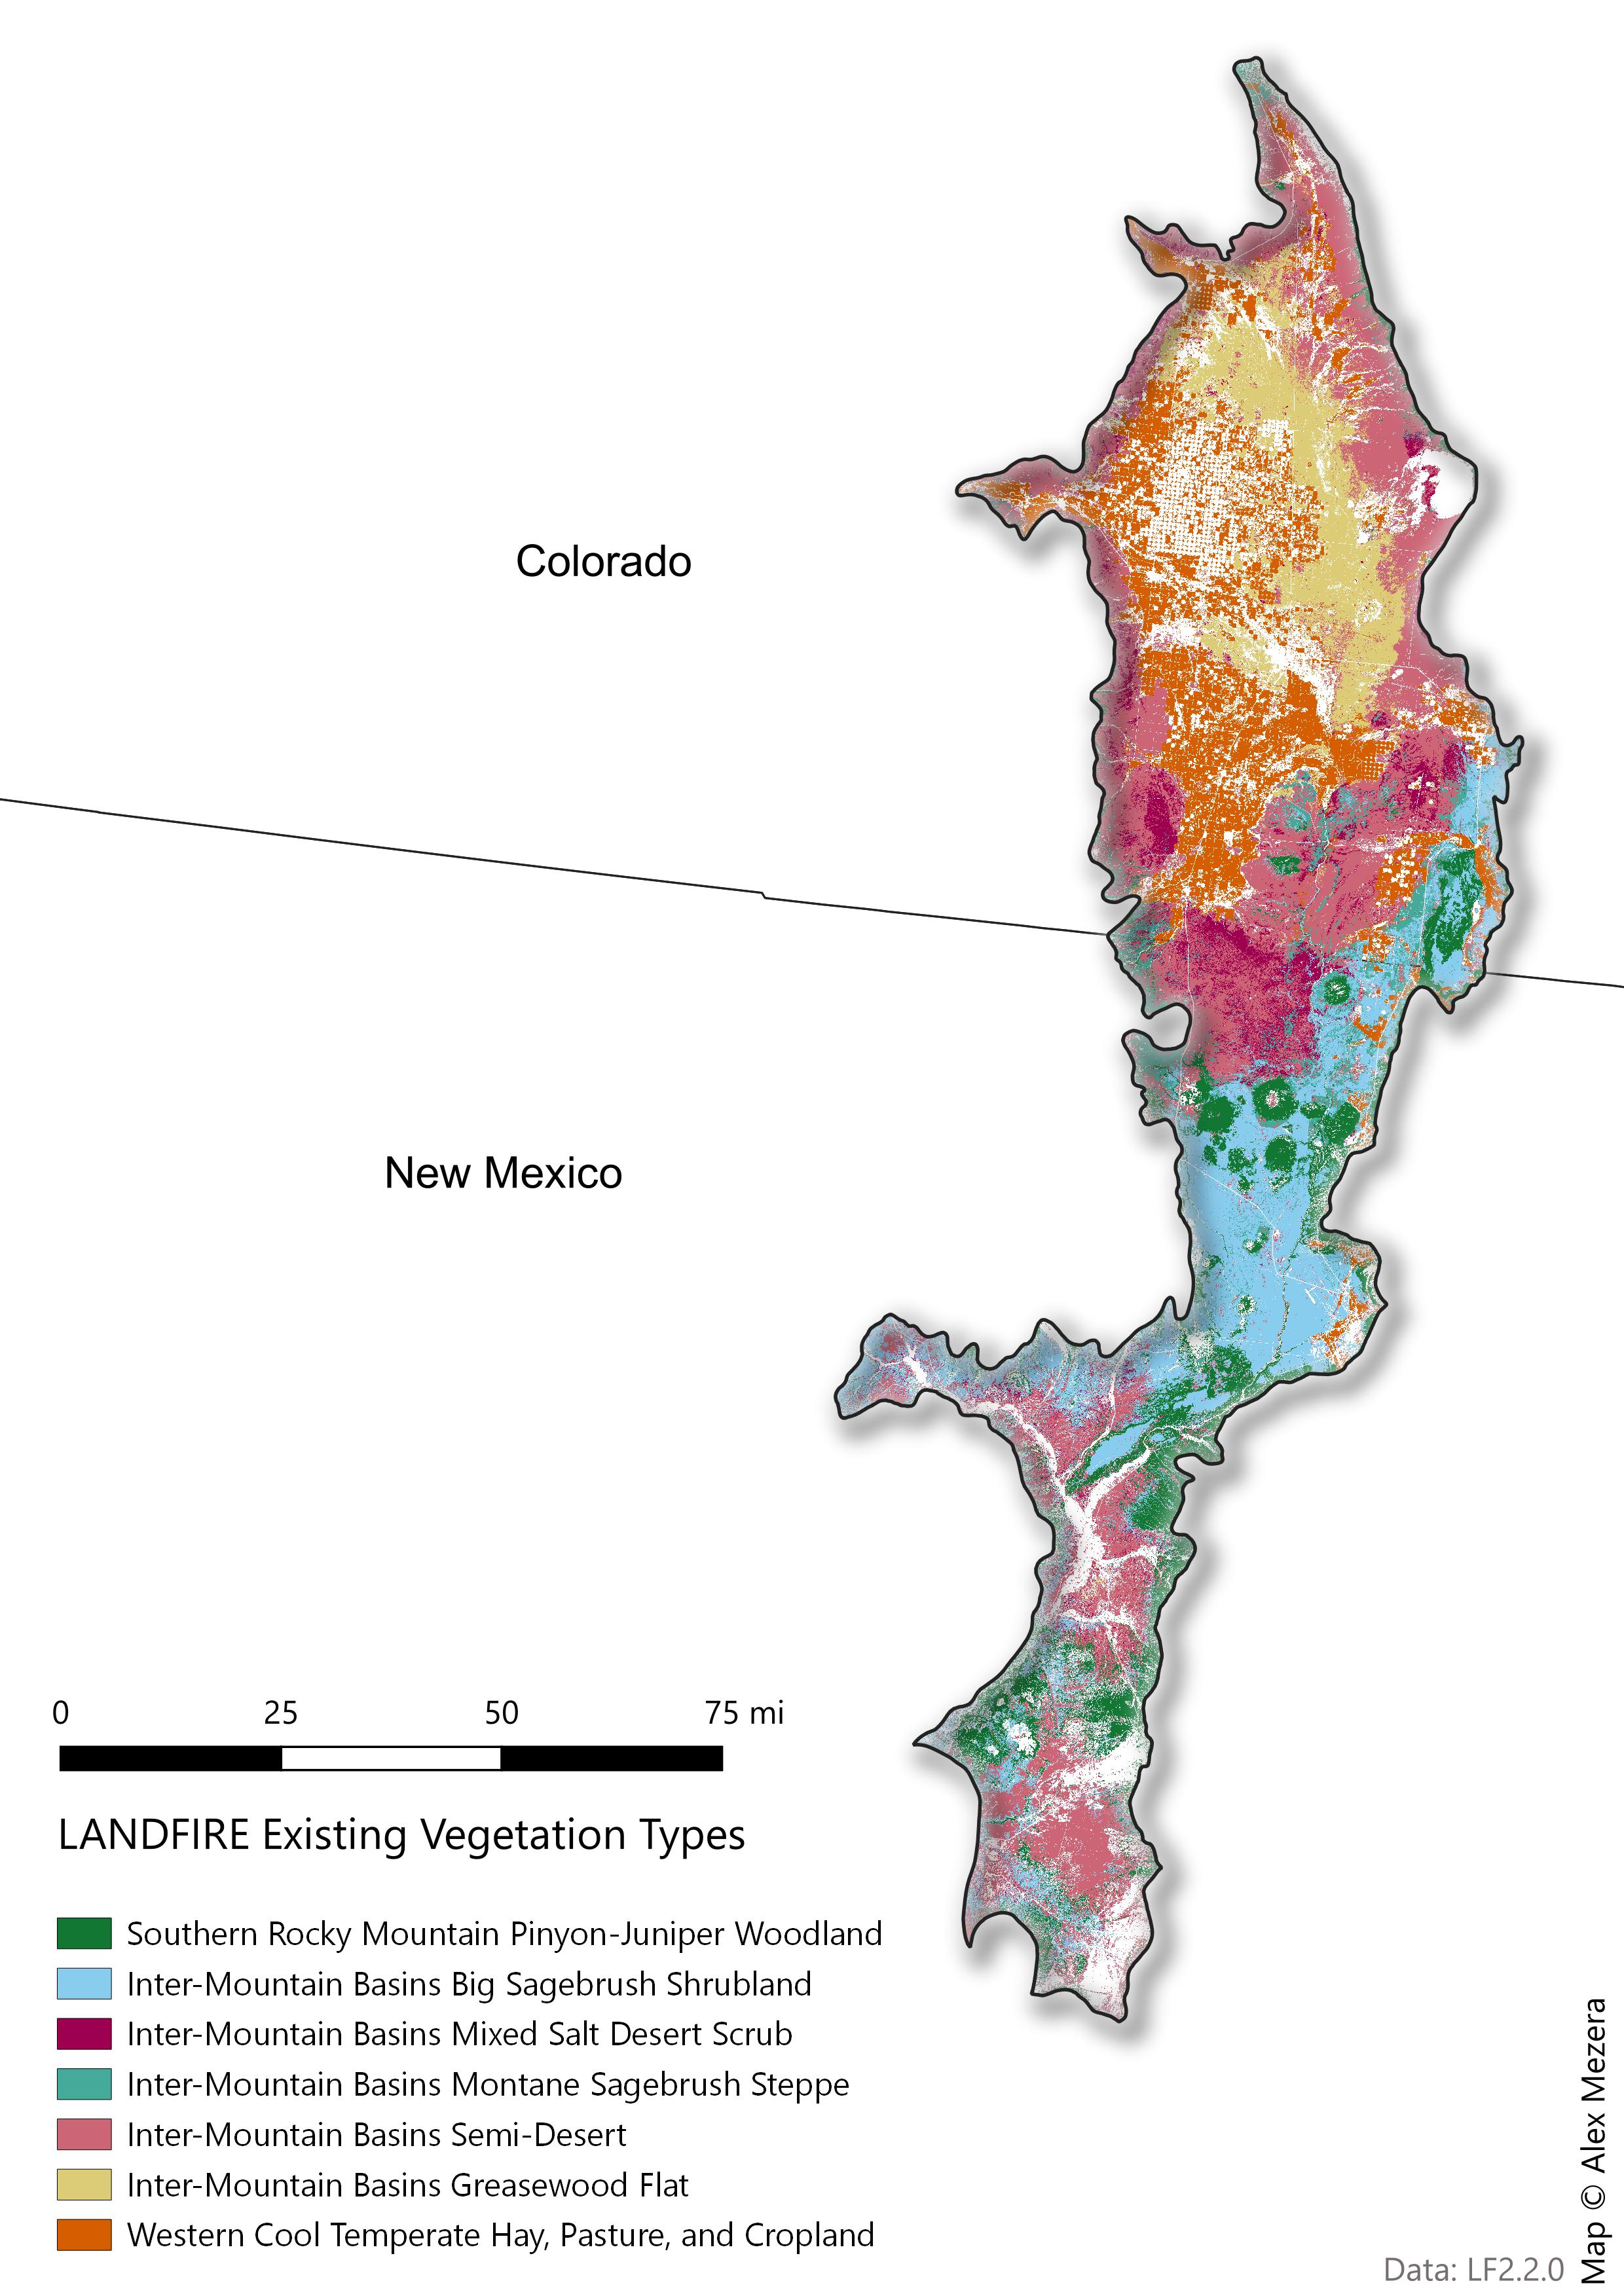 Colorado
New Mexico
0 25 50 75 mi
LANDFIRE Existing Vegetation Types
Southern Rocky Mountain Pinyon-Juniper Woodland
Inter-Mountain Basins Big Sagebrush Shrubland
Inter-Mountain Basins Mixed Salt Desert Scrub
Inter-Mountain Basins Montane Sagebrush Steppe
Inter-Mountain Basins Semi-Desert
Inter-Mountain Basins Greasewood Flat
Western Cool Temperate Hay, Pasture, and Cropland
Data: LF2.2.0
Map © Alex Mezera